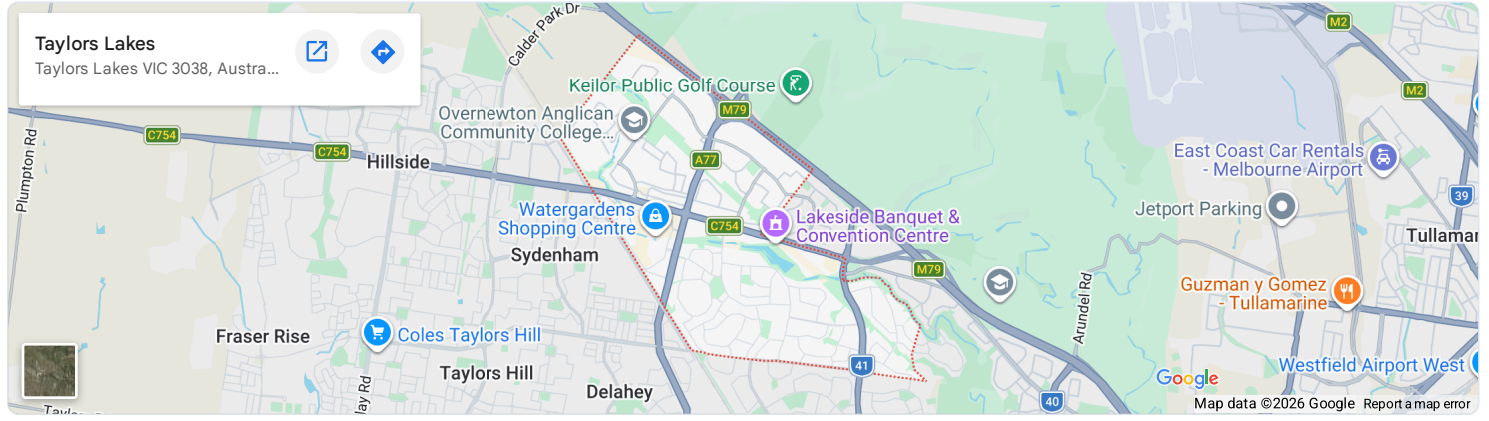 Taylors Lakes
Taylors Lakes VIC 3038, Austra...
Calder Park Dr
M2
Keilor Public Golf Course
M79
M2
Overnewton Anglican
Community College...
C754
C754
Hillside
A77
Plumpton Rd
East Coast Car Rentals
- Melbourne Airport
39
Watergardens
Shopping Centre
C754
Lakeside Banquet &
Convention Centre
Jetport Parking
Sydenham
Tullamar
M79
Arundel Rd
Guzman y Gomez
- Tullamarine
Fraser Rise
Coles Taylors Hill
Taylors Hill
41
Westfield Airport West
Delahey
lay Rd
40
Google
Map data ©2026 Google
Report a map error